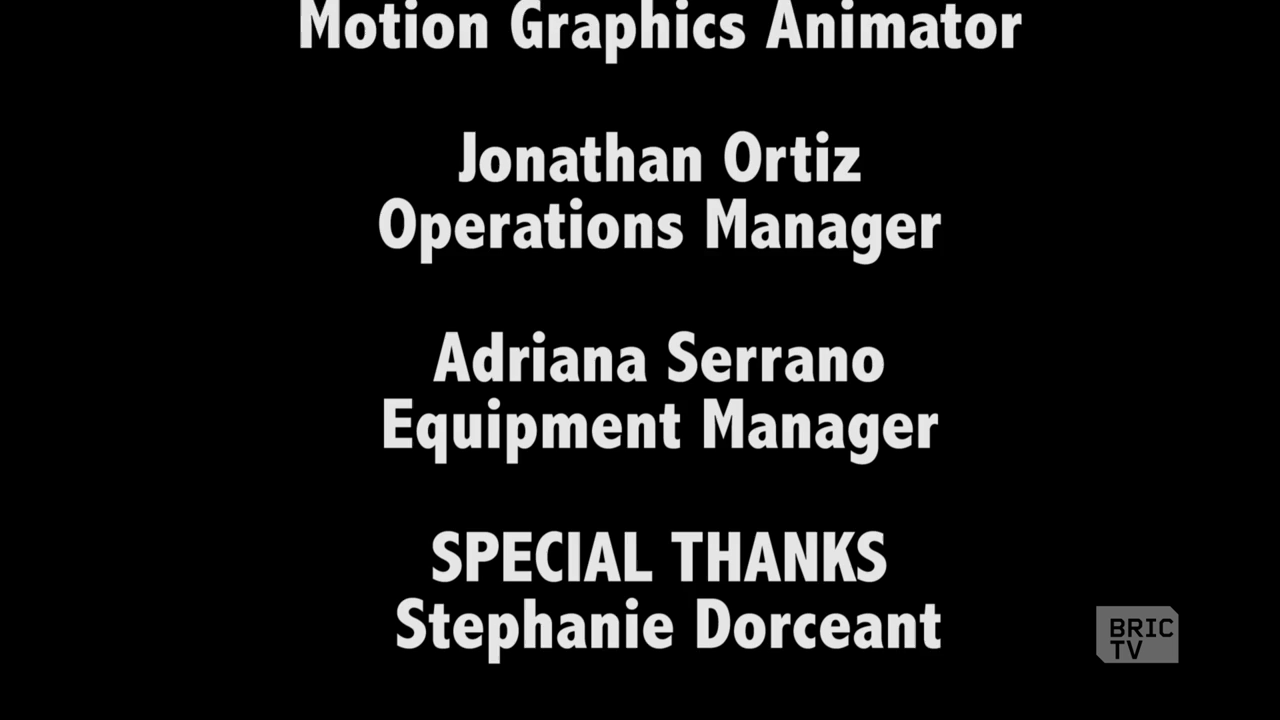 Motion Graphics Animator
Jonathan Ortiz
Operations Manager
Adriana Serrano
Equipment Manager
SPECIAL THANKS
Stephanie Dorceant
BRIC
TV